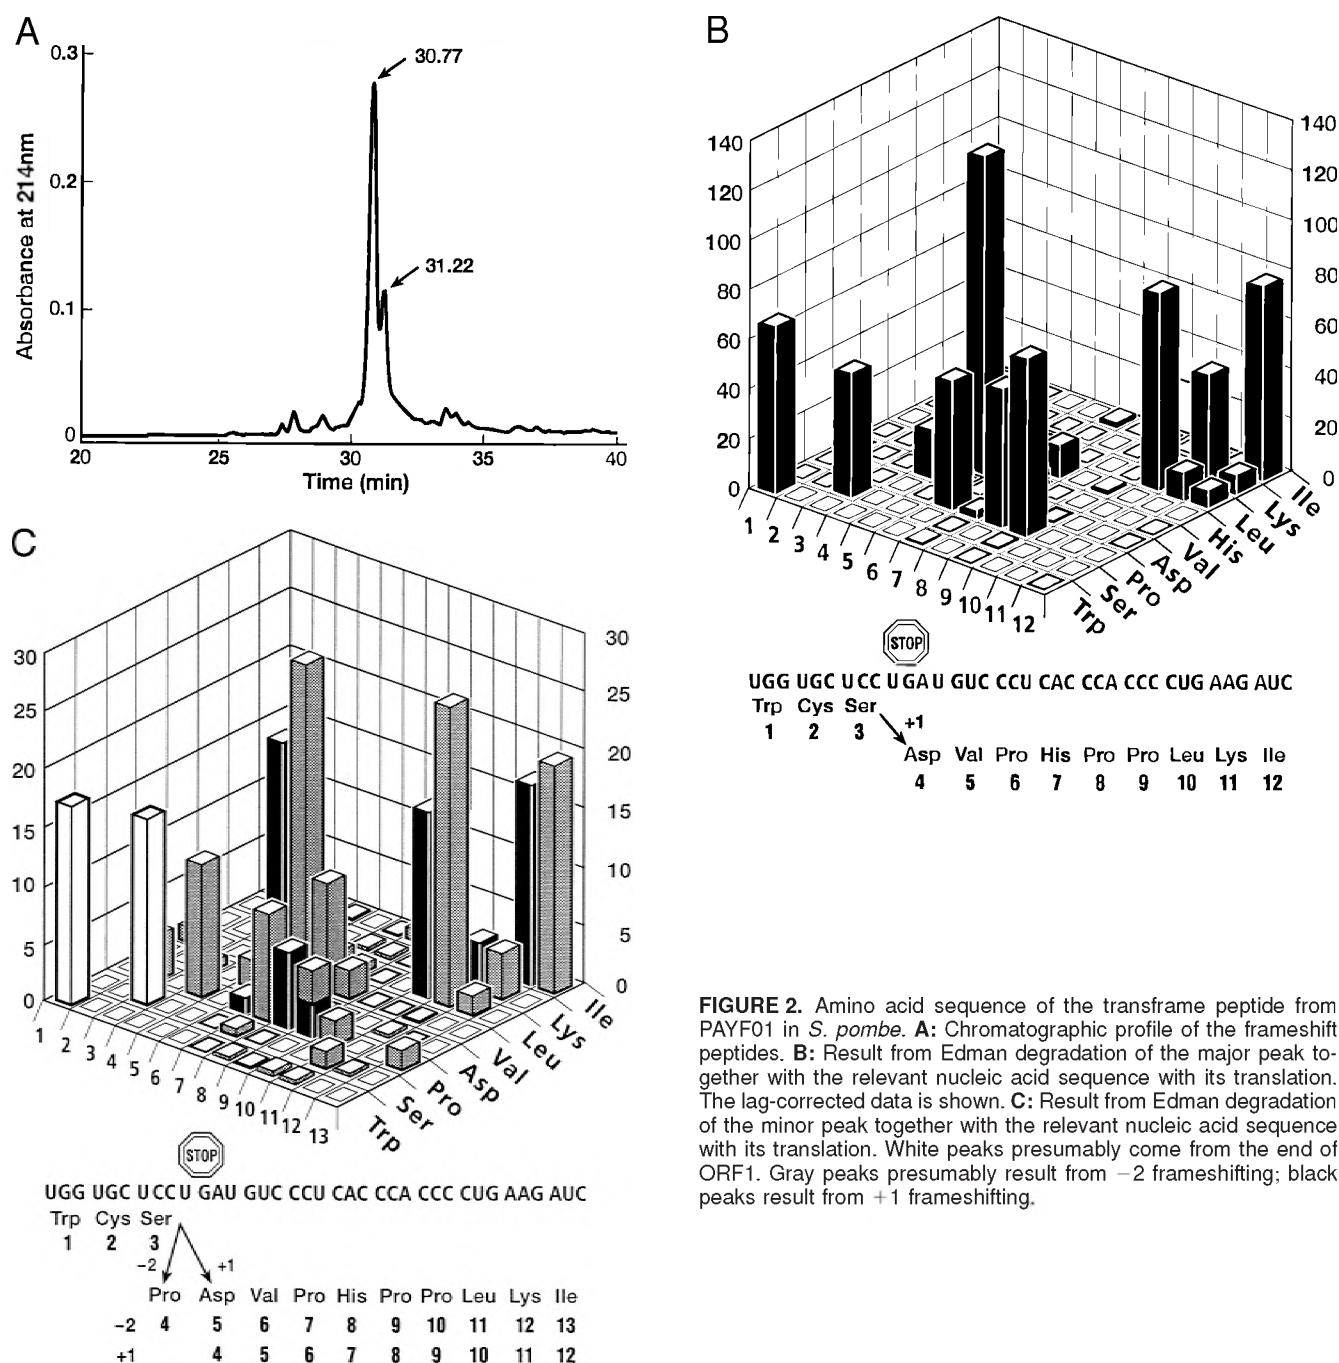 A
0.3
0.2
0.1
0
Absorbance at 214nm
30.77
31.22
20 25 30 35 40
Time (min)
B
140
120
100
80
60
40
20
0
140
120
100
80
60
40
20
0
1 2 3 4 5 6 7 8 9 10 11 12
Trp Ser Pro Asp Val His Leu Lys Ile
STOP
UGG UGC UCC U GAU GUC CCU CAC CCA CCC CUG AAG AUC
Trp Cys Ser
1 2 3
+1
Asp Val Pro His Pro Pro Leu Lys Ile
4 5 6 7 8 9 10 11 12
C
30
25
20
15
10
5
0
30
25
20
15
10
5
0
1 2 3 4 5 6 7 8 9 10 11 12 13
Trp Ser Pro Asp Val Leu Lys Ile
STOP
UGG UGC UCC U GAU GUC CCU CAC CCA CCC CUG AAG AUC
Trp Cys Ser
1 2 3
−2 +1
Pro Asp Val Pro His Pro Pro Leu Lys Ile
−2 4 5 6 7 8 9 10 11 12 13
+1 4 5 6 7 8 9 10 11 12
FIGURE 2. Amino acid sequence of the transframe peptide from
PAYF01 in S. pombe. A: Chromatographic profile of the frameshift
peptides. B: Result from Edman degradation of the major peak to-
gether with the relevant nucleic acid sequence with its translation.
The lag-corrected data is shown. C: Result from Edman degradation
of the minor peak together with the relevant nucleic acid sequence
with its translation. White peaks presumably come from the end of
ORF1. Gray peaks presumably result from −2 frameshifting; black
peaks result from +1 frameshifting.